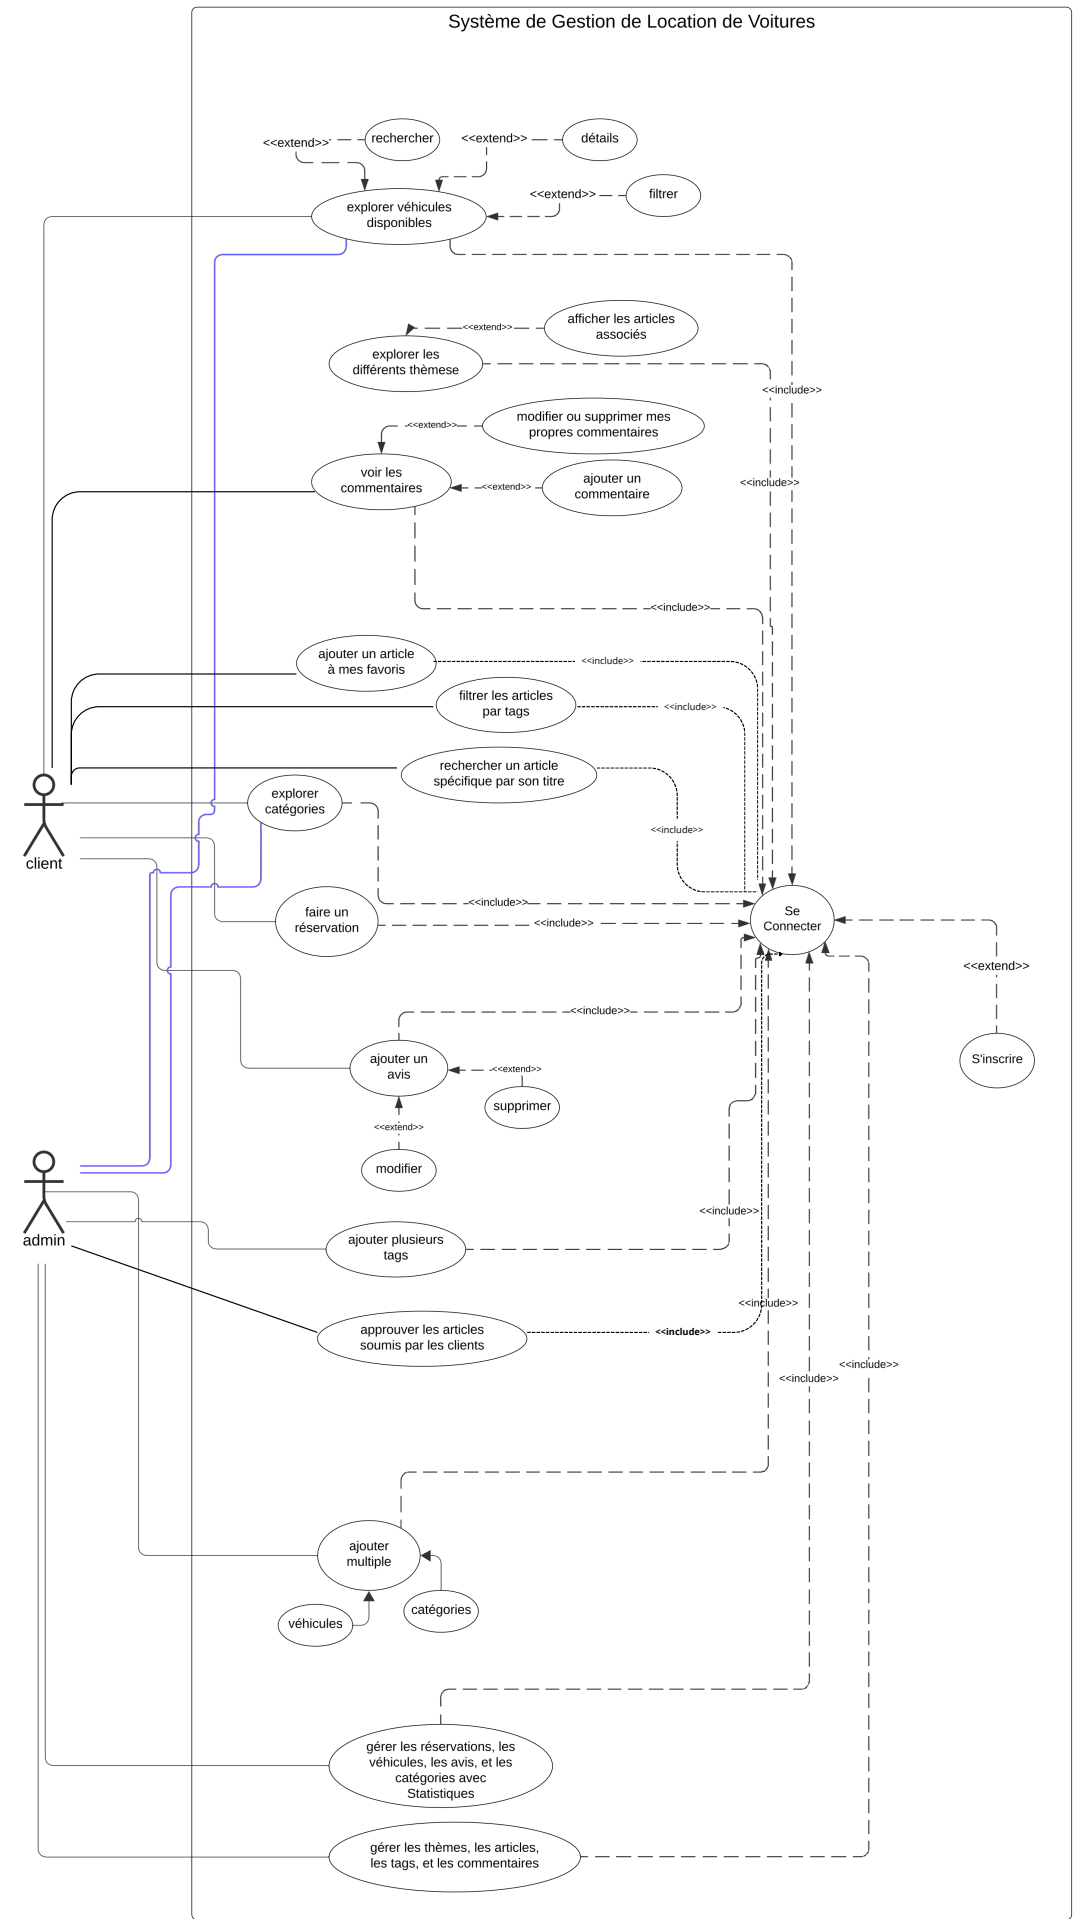 Système de Gestion de Location de Voitures
<<extend>>
rechercher
<<extend>>
détails
<<extend>>
filtrer
explorer véhicules
disponibles
afficher les articles
associés
<<extend>>
explorer les
différents thèmese
<<include>>
modifier ou supprimer mes
propres commentaires
<<extend>>
voir les
commentaires
<<extend>>
ajouter un
commentaire
<<include>>
<<include>>
ajouter un article
à mes favoris
<<include>>
filtrer les articles
par tags
<<include>>
rechercher un article
spécifique par son titre
explorer
catégories
<<include>>
client
<<include>>
faire un
réservation
<<include>>
Se
Connecter
<<extend>>
<<include>>
ajouter un
avis
<<extend>>
S'inscrire
supprimer
<<extend>>
modifier
<<include>>
admin
ajouter plusieurs
tags
<<include>>
approuver les articles
soumis par les clients
<<include>>
<<include>>
<<include>>
ajouter
multiple
catégories
véhicules
gérer les réservations, les
véhicules, les avis, et les
catégories avec
Statistiques
gérer les thèmes, les articles,
les tags, et les commentaires